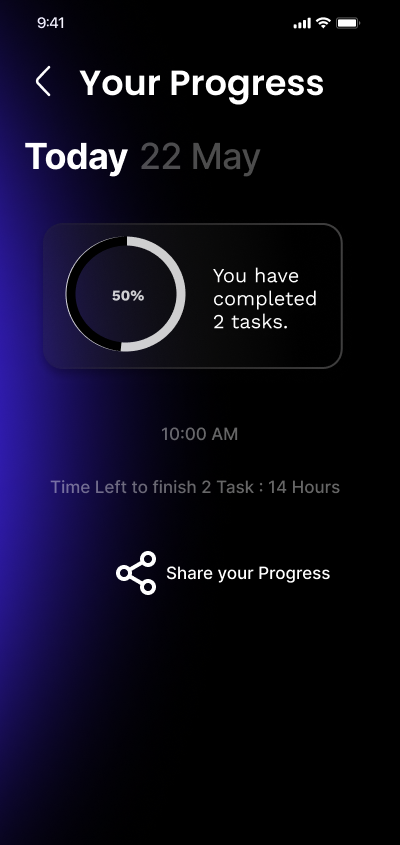 9:41
Your Progress
Today 22 May
50%
You have
completed
2 tasks.
10:00 AM
Time Left to finish 2 Task : 14 Hours
Share your Progress